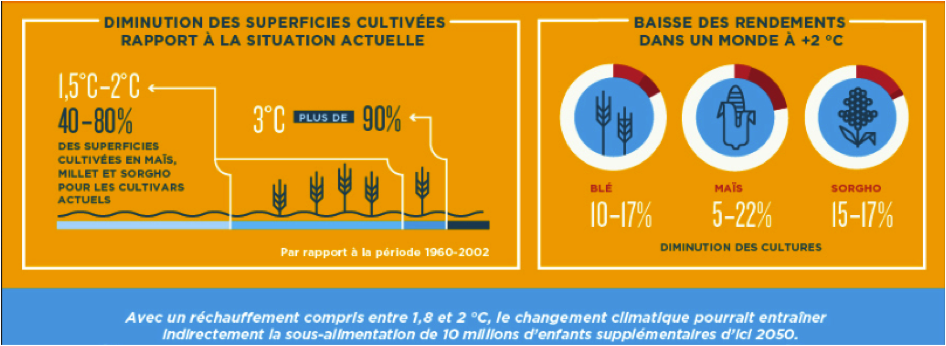 DIMINUTION DES SUPERFICIES CULTIVÉES
RAPPORT À LA SITUATION ACTUELLE
1,5°C–2°C
40–80%
DES SUPERFICIES
CULTIVÉES EN MAÏS,
MILLET ET SORGHO
POUR LES CULTIVARS
ACTUELS
3°C PLUS DE 90%
Par rapport à la période 1960-2002
BAISSE DES RENDEMENTS
DANS UN MONDE À +2 °C
BLÉ
10–17%
MAÏS
5–22%
SORGHO
15–17%
DIMINUTION DES CULTURES
Avec un réchauffement compris entre 1,8 et 2 °C, le changement climatique pourrait entraîner
indirectement la sous-alimentation de 10 millions d'enfants supplémentaires d'ici 2050.